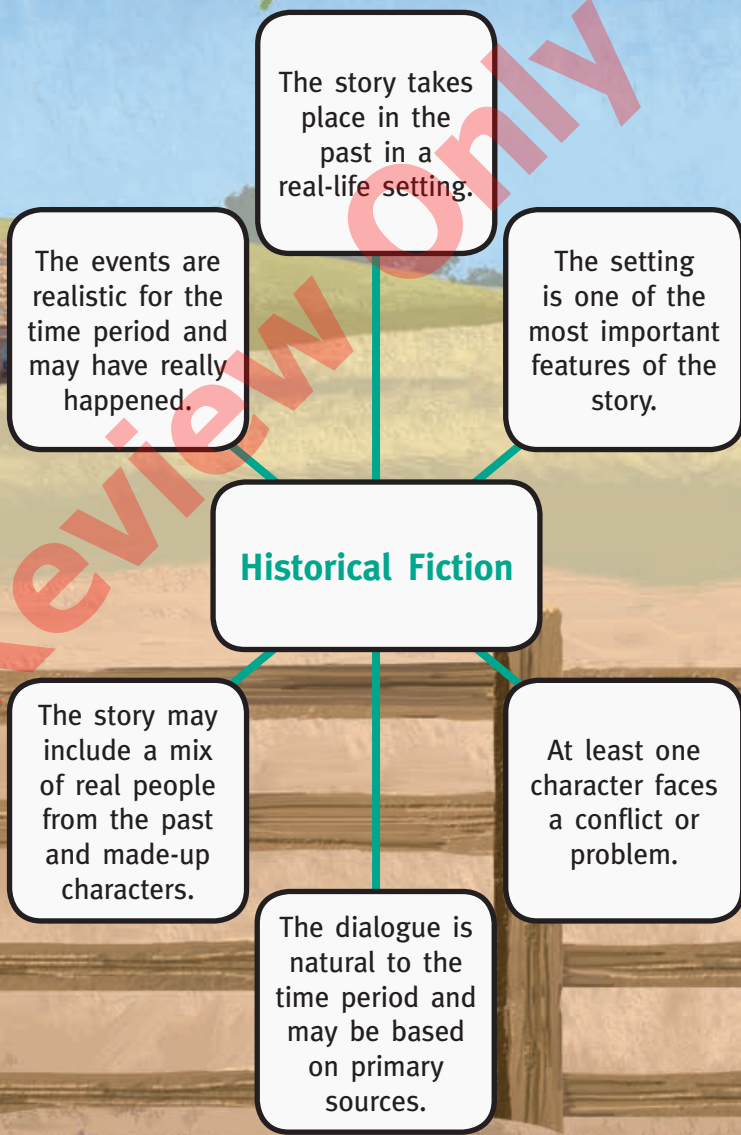 The story takes
place in the
past in a
real-life setting.
The events are
realistic for the
time period and
may have really
happened.
The setting
is one of the
most important
features of the
story.
Historical Fiction
The story may
include a mix
of real people
from the past
and made-up
characters.
At least one
character faces
a conflict or
problem.
The dialogue is
natural to the
time period and
may be based
on primary
sources.
Review Only